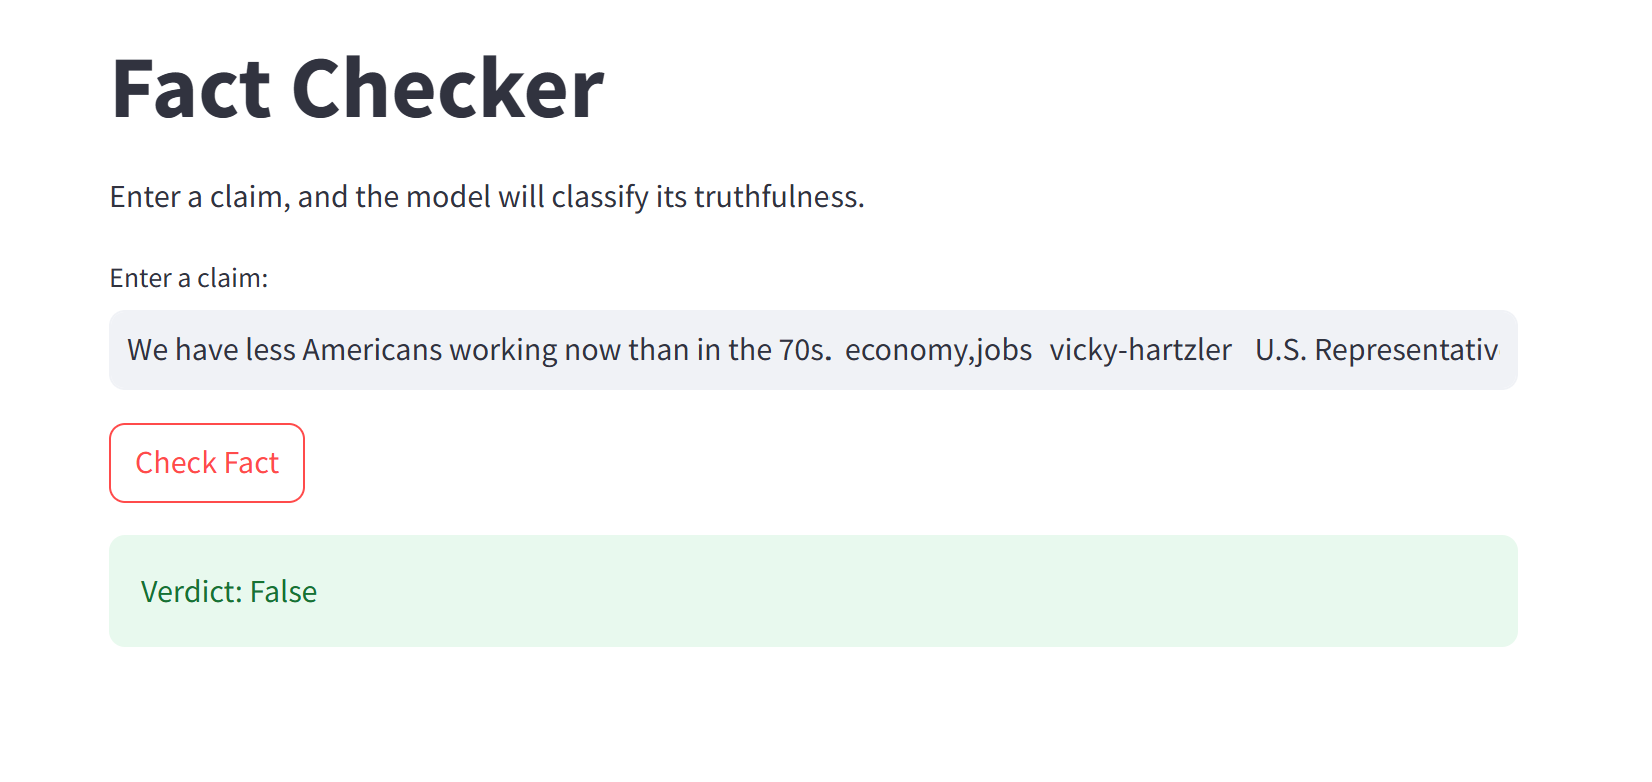 Fact Checker
Enter a claim, and the model will classify its truthfulness.
Enter a claim:
We have less Americans working now than in the 70s. economy,jobs vicky-hartzler U.S. Representativ
Check Fact
Verdict: False